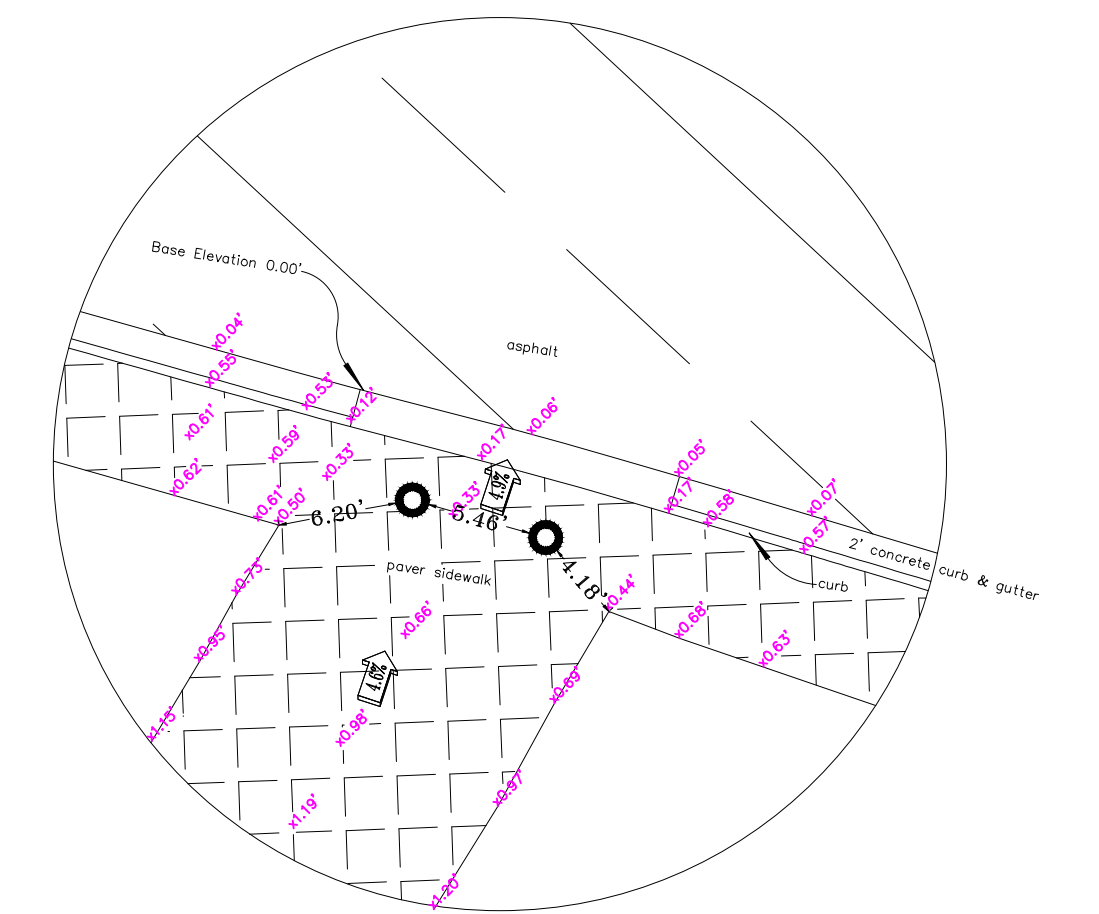 Base Elevation 0.00'
x0.04'
x0.55'
x0.53'
x0.12'
asphalt
x0.06'
x0.61'
x0.59'
x0.33'
x0.17'
x0.05'
x0.62'
x0.61'
x0.50'
6.20'
x0.33'
4.9%
5.46'
x0.17'
x0.58'
x0.07'
x0.57'
2' concrete curb & gutter
x0.73'
paver sidewalk
4.18'
x0.44'
curb
x0.95'
x0.66'
x0.68'
x0.63'
4.6%
x0.69'
x1.15'
x0.98'
x1.19'
x0.97'
x1.20'